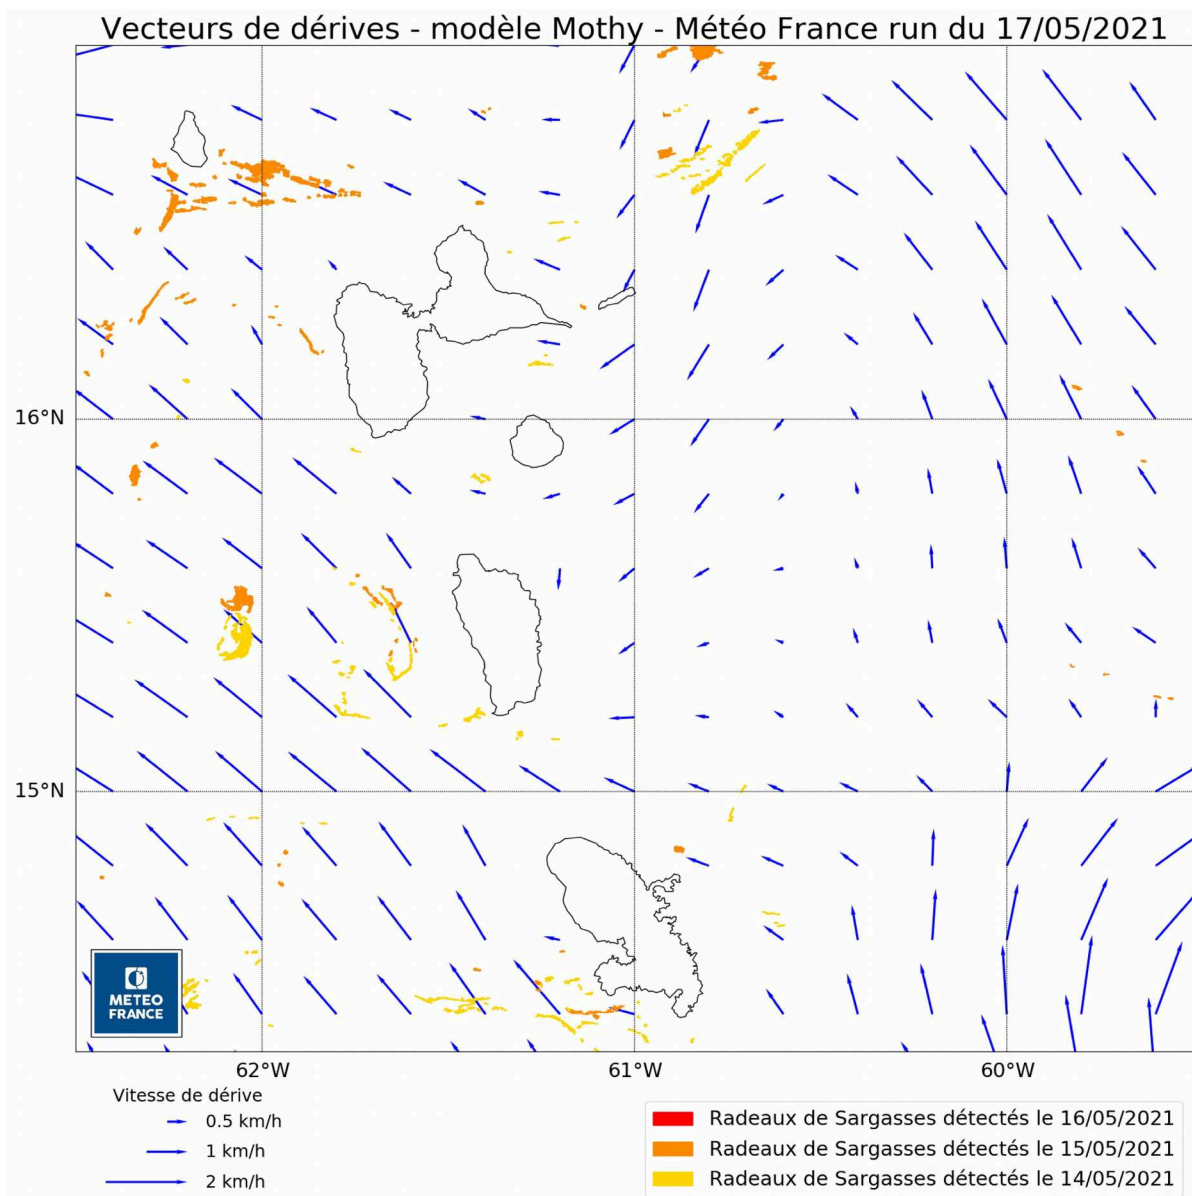 Vecteurs de dérives - modèle Mothy - Météo France run du 17/05/2021
16°N
15°N
METEO
FRANCE
62°W
61°W
60°W
Vitesse de dérive
0.5 km/h
1 km/h
2 km/h
Radeaux de Sargasses détectés le 16/05/2021
Radeaux de Sargasses détectés le 15/05/2021
Radeaux de Sargasses détectés le 14/05/2021